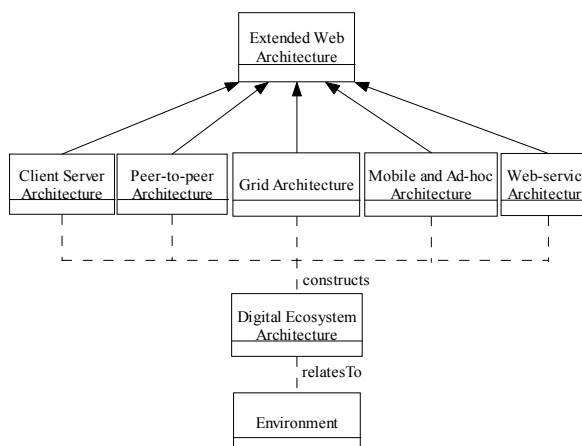 Extended Web
Architecture
Client Server
Architecture
Peer-to-peer
Architecture
Grid Architecture
Mobile and Ad-hoc
Architecture
Web-servic
Architectur
constructs
Digital Ecosystem
Architecture
relatesTo
Environment